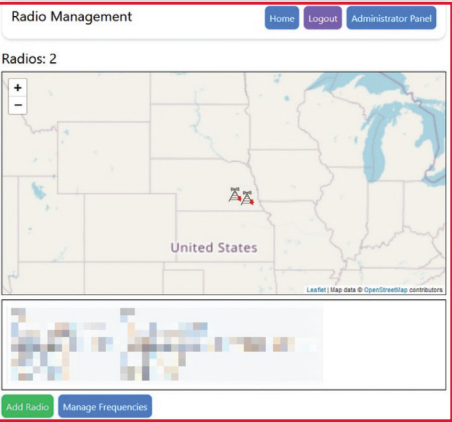 Radio Management
Home Logout Administrator Panel
Radios: 2
+
−
United States
Leaflet | Map data © OpenStreetMap contributors
Add Radio Manage Frequencies